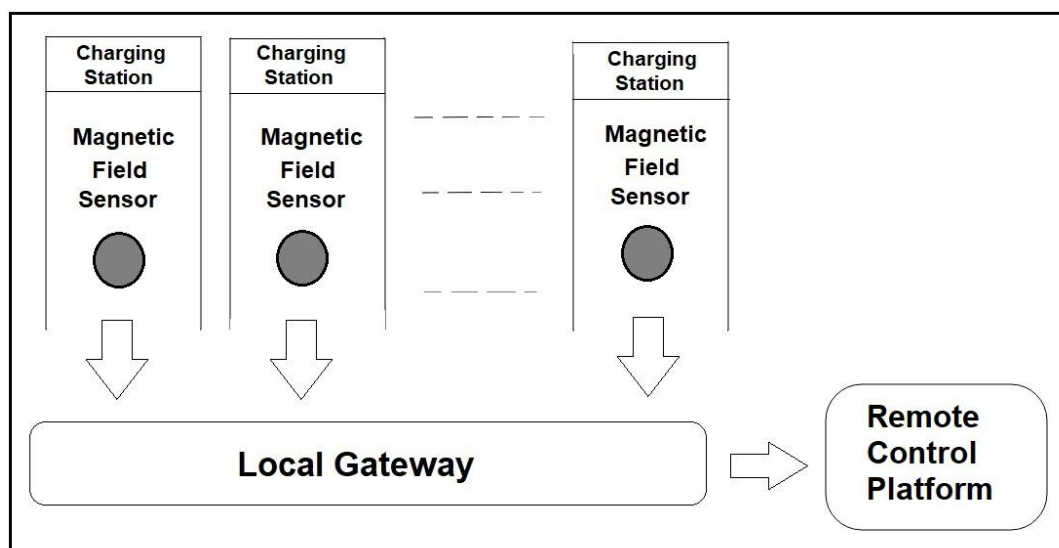 Charging
Station
Magnetic
Field
Sensor
Charging
Station
Magnetic
Field
Sensor
Charging
Station
Magnetic
Field
Sensor
Local Gateway
Remote
Control
Platform